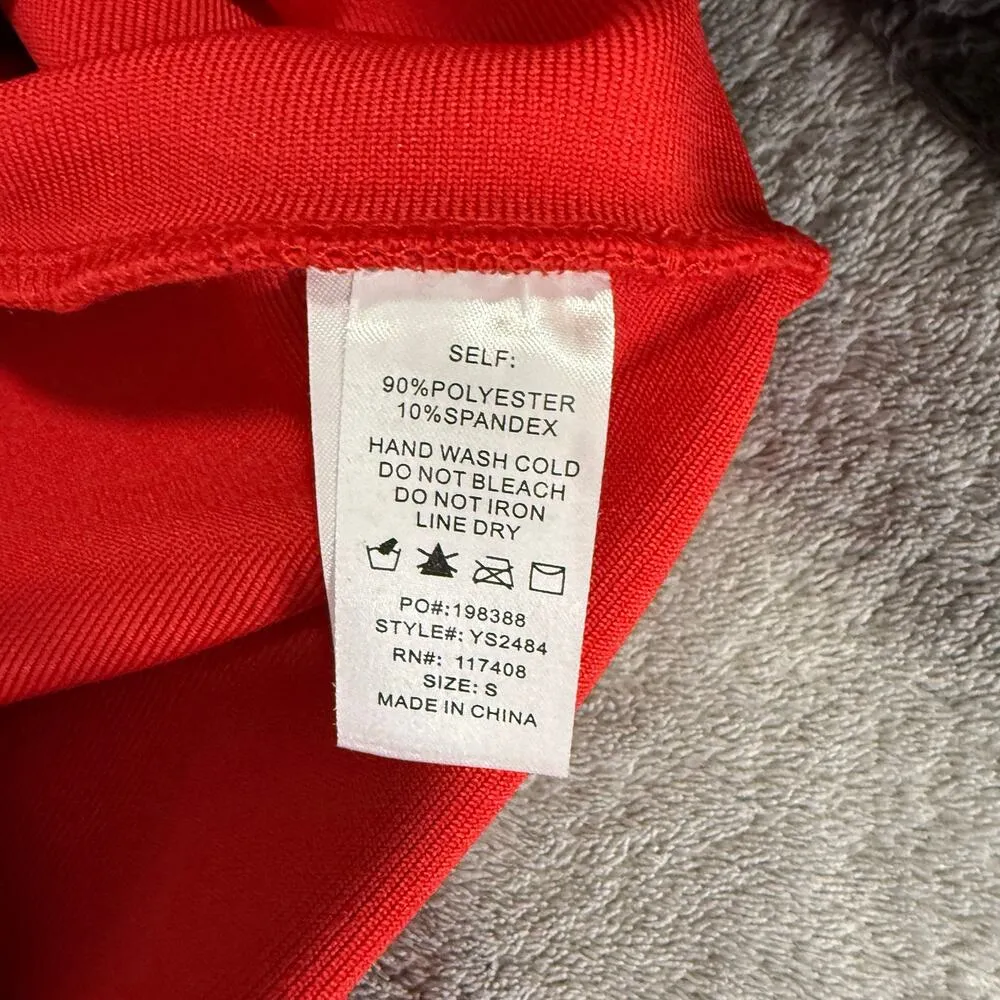 SELF:
90%POLYESTER
10%SPANDEX
HAND WASH COLD
DO NOT BLEACH
DO NOT IRON
LINE DRY
PO#:198388
STYLE#: YS2484
RN#: 117408
SIZE: S
MADE IN CHINA